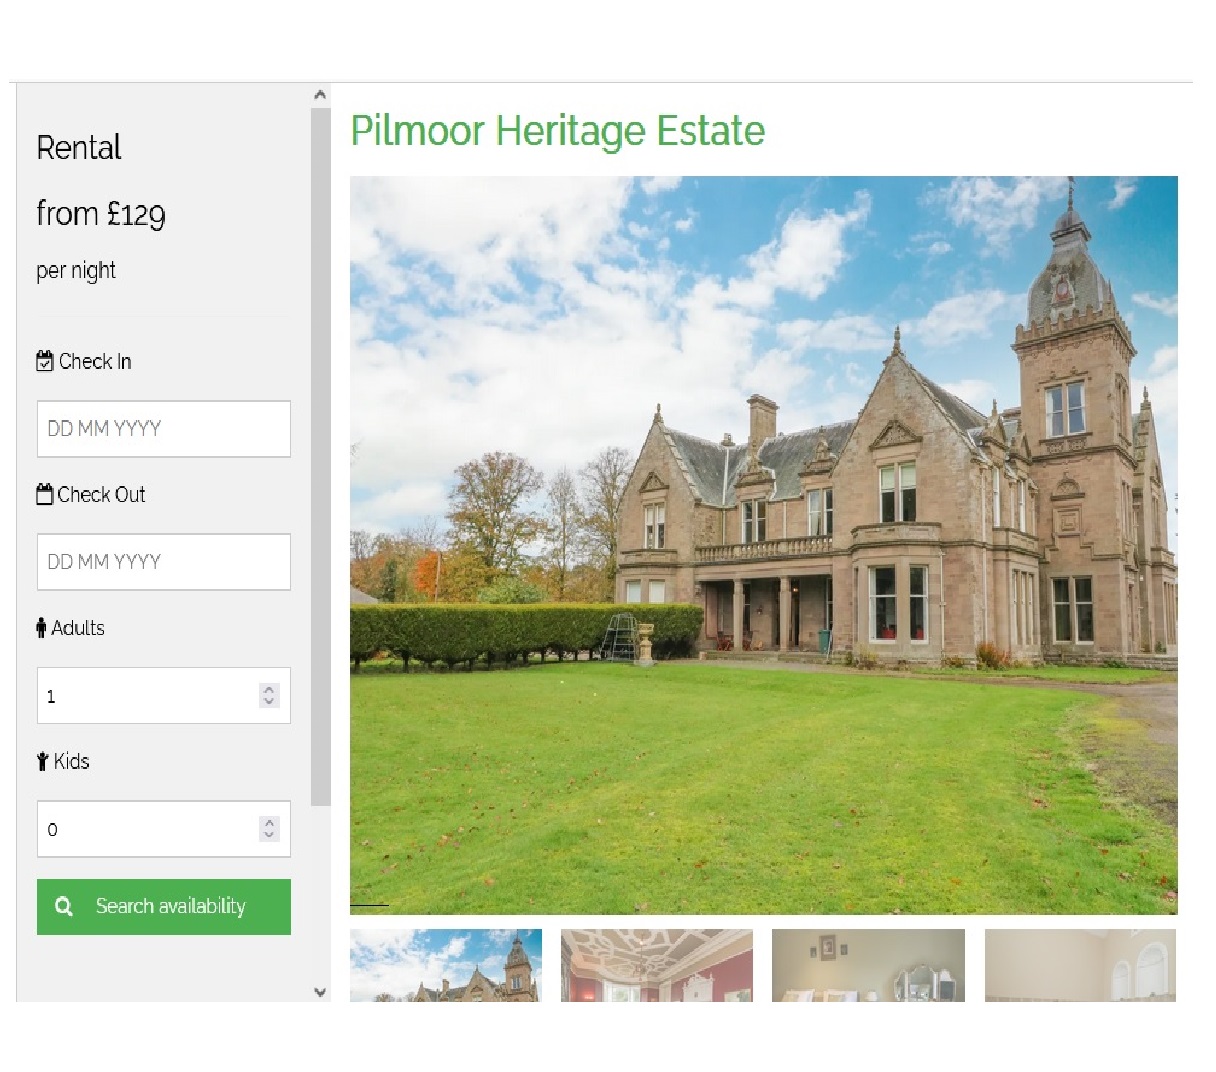 Rental
from £129
per night
Check In
DD MM YYYY
Check Out
DD MM YYYY
Adults
1
Kids
0
Search availability
Pilmoor Heritage Estate